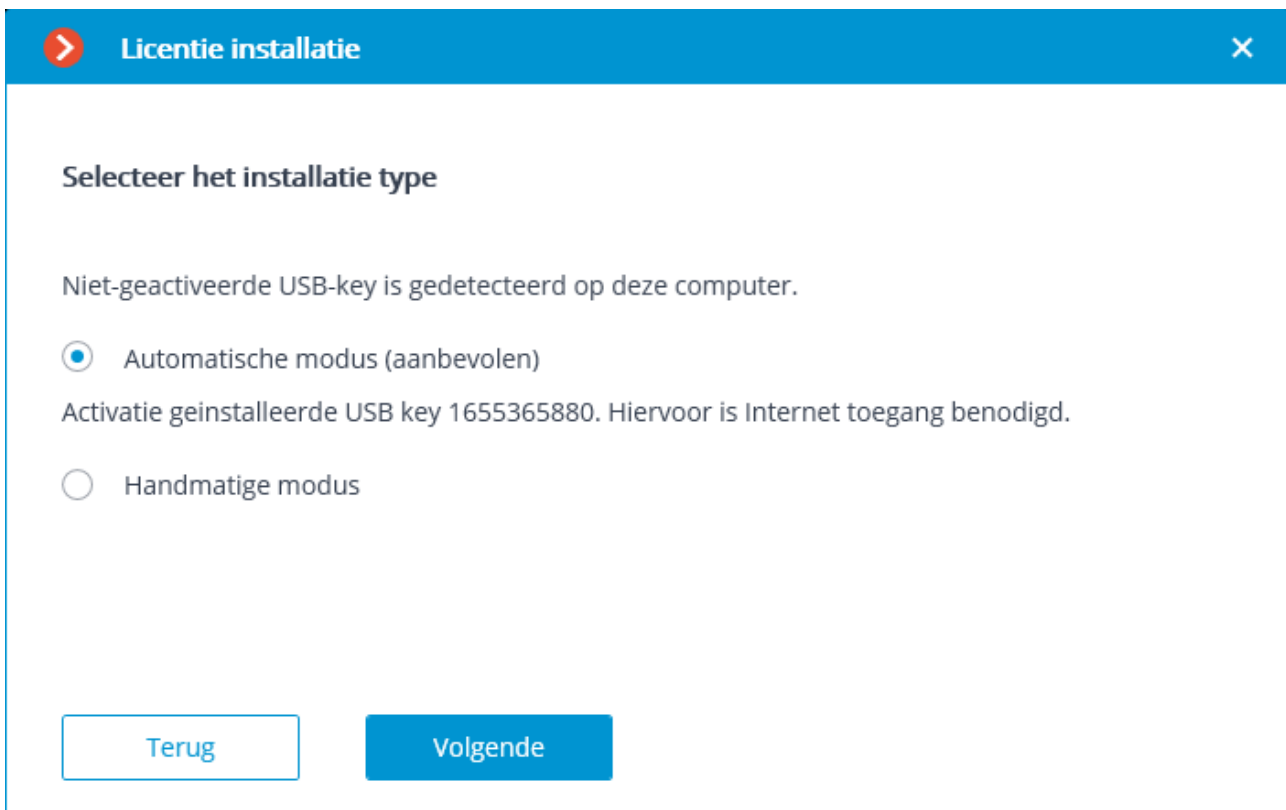 Licentie installatie
Selecteer het installatie type
Niet-geactiveerde USB-key is gedetecteerd op deze computer.
Automatische modus (aanbevolen)
Activatie geinstalleerde USB key 1655365880. Hiervoor is Internet toegang benodigd.
Handmatige modus
Terug
Volgende